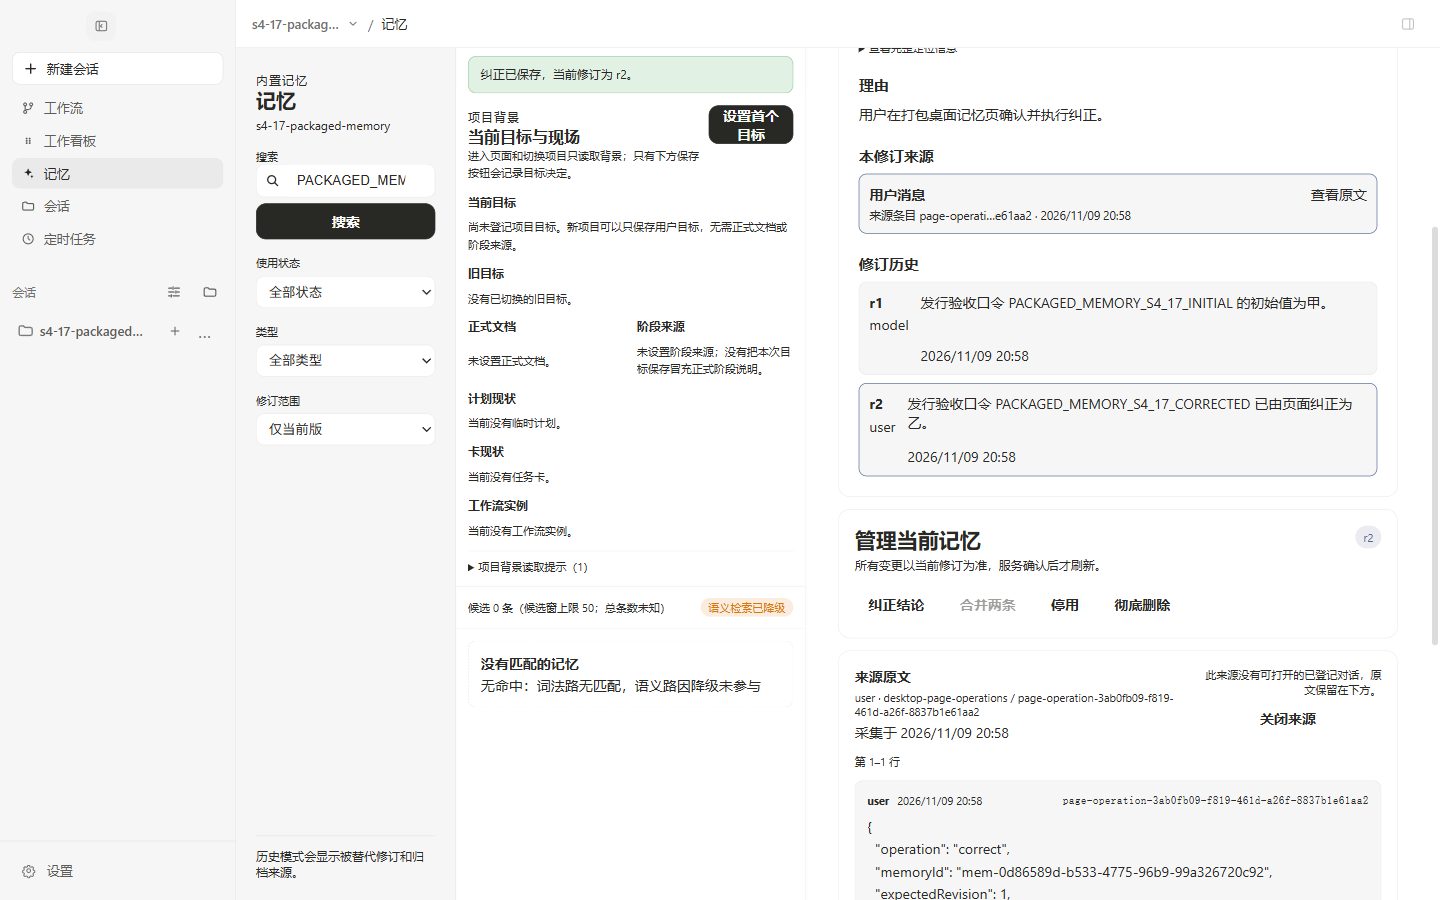 s4-17-packag...
/
记忆
新建会话
工作流
工作看板
记忆
会话
定时任务
会话
s4-17-packaged...
设置
内置记忆
记忆
s4-17-packaged-memory
搜索
PACKAGED_MEM
搜索
使用状态
全部状态
类型
全部类型
修订范围
仅当前版
历史模式会显示被替代修订和归
档来源。
纠正已保存，当前修订为 r2。
项目背景
当前目标与现场
进入页面和切换项目只读取背景；只有下方保存
按钮会记录目标决定。
设置首个
目标
当前目标
尚未登记项目目标。新项目可以只保存用户目标，无需正式文档或
阶段来源。
旧目标
没有已切换的旧目标。
正式文档
未设置正式文档。
阶段来源
未设置阶段来源；没有把本次目
标保存冒充正式阶段说明。
计划现状
当前没有临时计划。
卡现状
当前没有任务卡。
工作流实例
当前没有工作流实例。
项目背景读取提示（1）
候选 0 条（候选窗上限 50；总条数未知）
语义检索已降级
没有匹配的记忆
无命中：词法路无匹配，语义路因降级未参与
查看完整定位信息
理由
用户在打包桌面记忆页确认并执行纠正。
本修订来源
用户消息
查看原文
来源条目 page-operati...e61aa2 · 2026/11/09 20:58
修订历史
r1
model
发行验收口令 PACKAGED_MEMORY_S4_17_INITIAL 的初始值为甲。
2026/11/09 20:58
r2
user
发行验收口令 PACKAGED_MEMORY_S4_17_CORRECTED 已由页面纠正为
乙。
2026/11/09 20:58
管理当前记忆
r2
所有变更以当前修订为准，服务确认后才刷新。
纠正结论
合并两条
停用
彻底删除
来源原文
user · desktop-page-operations / page-operation-3ab0fb09-f819-
461d-a26f-8837b1e61aa2
采集于 2026/11/09 20:58
此来源没有可打开的已登记对话，原
文保留在下方。
关闭来源
第 1–1 行
user 2026/11/09 20:58
page-operation-3ab0fb09-f819-461d-a26f-8837b1e61aa2
{
"operation": "correct",
"memoryId": "mem-0d86589d-b533-4775-96b9-99a326720c92",
"expectedRevision": 1,